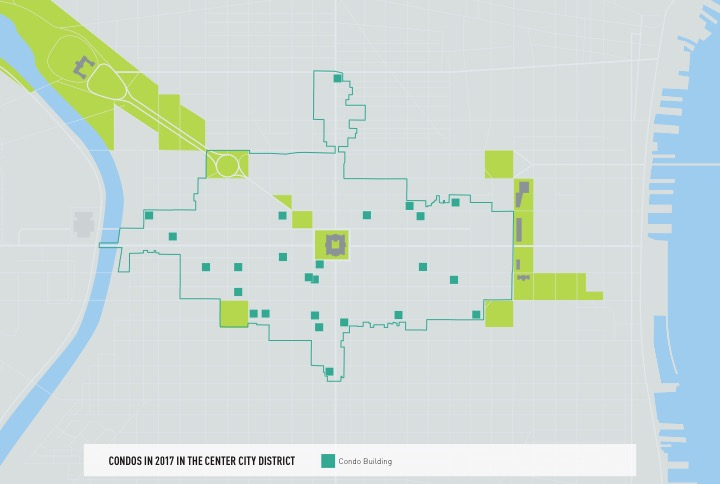 CONDOS IN 2017 IN THE CENTER CITY DISTRICT
Condo Building